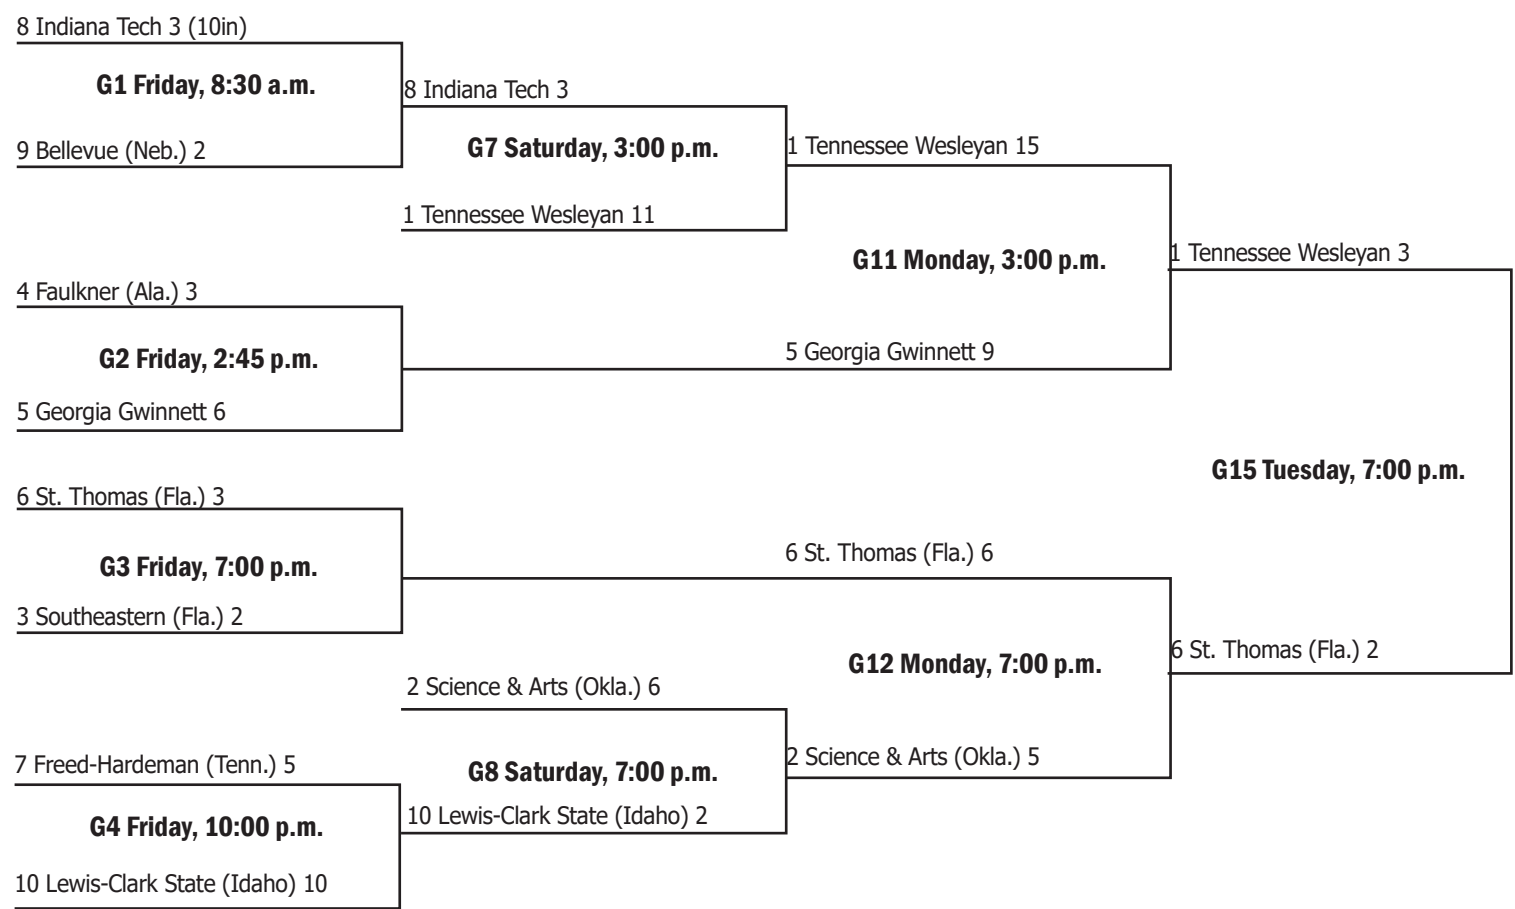 8 Indiana Tech 3 (10in)
G1 Friday, 8:30 a.m.
9 Bellevue (Neb.) 2
8 Indiana Tech 3
G7 Saturday, 3:00 p.m.
1 Tennessee Wesleyan 11
1 Tennessee Wesleyan 15
G11 Monday, 3:00 p.m.
1 Tennessee Wesleyan 3
4 Faulkner (Ala.) 3
G2 Friday, 2:45 p.m.
5 Georgia Gwinnett 6
5 Georgia Gwinnett 9
G15 Tuesday, 7:00 p.m.
6 St. Thomas (Fla.) 3
G3 Friday, 7:00 p.m.
3 Southeastern (Fla.) 2
6 St. Thomas (Fla.) 6
G12 Monday, 7:00 p.m.
6 St. Thomas (Fla.) 2
2 Science & Arts (Okla.) 6
G8 Saturday, 7:00 p.m.
10 Lewis-Clark State (Idaho) 2
2 Science & Arts (Okla.) 5
7 Freed-Hardeman (Tenn.) 5
G4 Friday, 10:00 p.m.
10 Lewis-Clark State (Idaho) 10